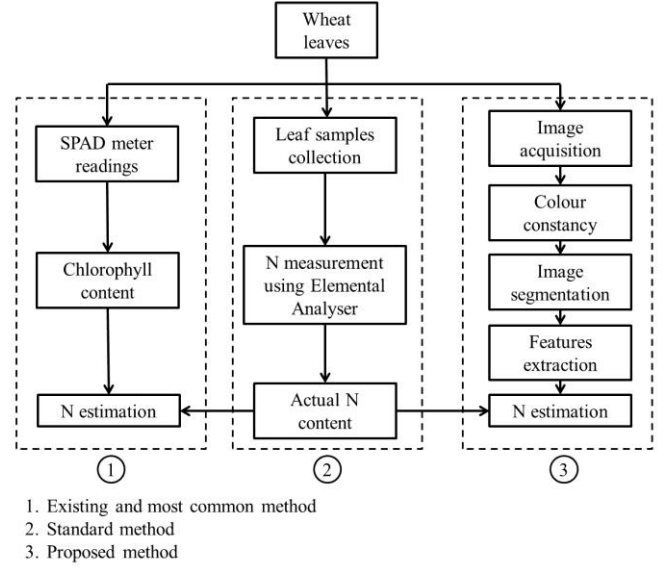 Wheat
leaves
SPAD meter
readings
Chlorophyll
content
N estimation
1
Leaf samples
collection
N measurement
using Elemental
Analyser
Actual N
content
2
Image
acquisition
Colour
constancy
Image
segmentation
Features
extraction
N estimation
3
1. Existing and most common method
2. Standard method
3. Proposed method